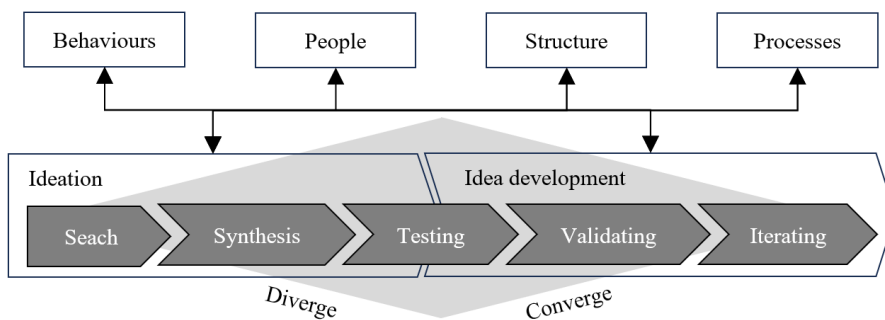 Behaviours
People
Structure
Processes
Ideation
Idea development
Seach
Synthesis
Testing
Validating
Iterating
Diverge
Converge